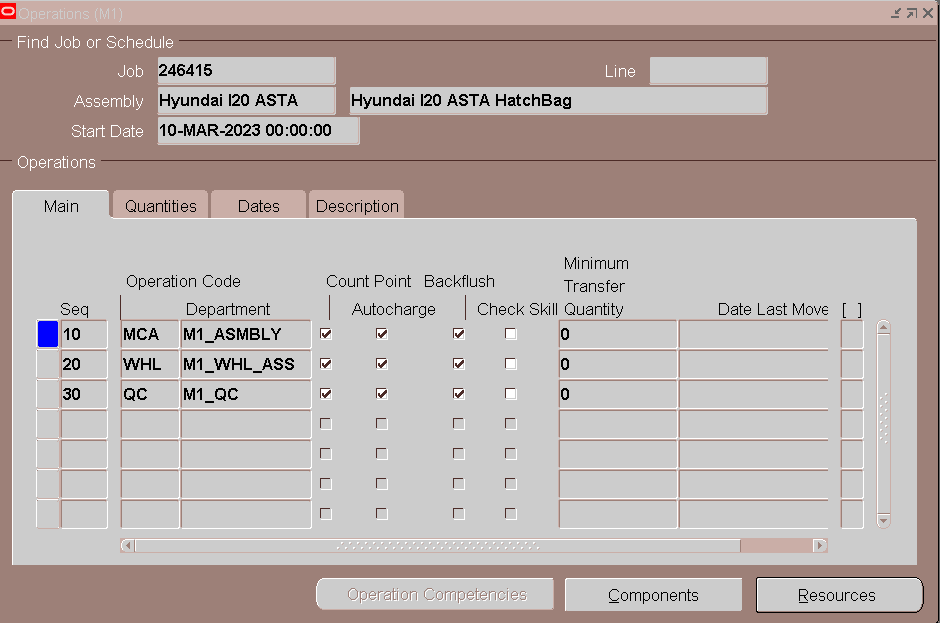 Operations (M1)
Find Job or Schedule
Job 246415 Line
Assembly Hyundai I20 ASTA Hyundai I20 ASTA HatchBag
Start Date 10-MAR-2023 00:00:00
Operations
Main Quantities Dates Description
Minimum
Operation Code Count Point Backflush Transfer
Seq Department Autocharge Check Skill Quantity Date Last Move [ ]
10 MCA M1_ASMBLY 0
20 WHL M1_WHL_ASS 0
30 QC M1_QC 0
Operation Competencies Components Resources